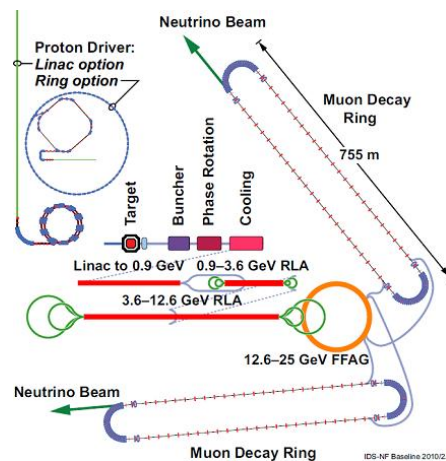 Neutrino Beam
Proton Driver:
Linac option
Ring option
Muon Decay
Ring
755 m
Target
Buncher
Phase Rotation
Cooling
Linac to 0.9 GeV
0.9–3.6 GeV RLA
3.6–12.6 GeV RLA
12.6–25 GeV FFAG
Neutrino Beam
Muon Decay Ring
IDS-NF Baseline 2010/2